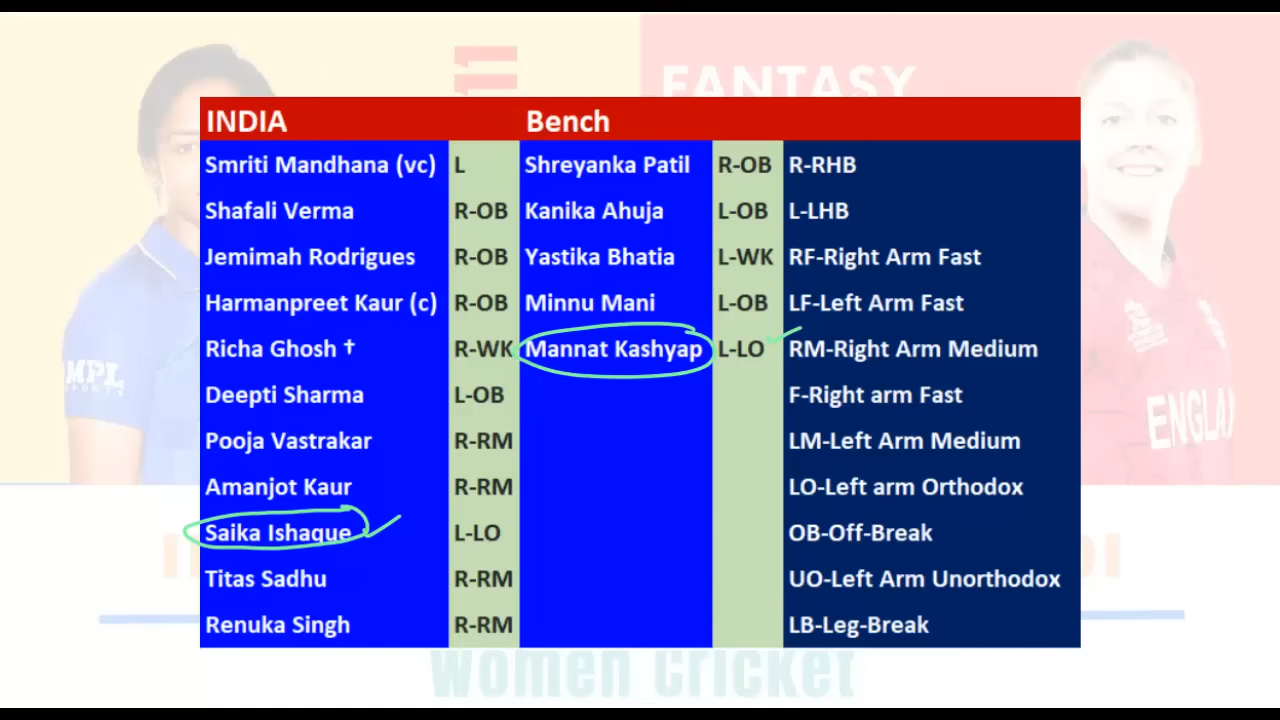 FANTASY
INDIA Bench
Smriti Mandhana (vc) L Shreyanka Patil R-OB R-RHB
Shafali Verma R-OB Kanika Ahuja L-OB L-LHB
Jemimah Rodrigues R-OB Yastika Bhatia L-WK RF-Right Arm Fast
Harmanpreet Kaur (c) R-OB Minnu Mani L-OB LF-Left Arm Fast
Richa Ghosh † R-WK Mannat Kashyap L-LO RM-Right Arm Medium
Deepti Sharma L-OB F-Right arm Fast
Pooja Vastrakar R-RM LM-Left Arm Medium
Amanjot Kaur R-RM LO-Left arm Orthodox
Saika Ishaque L-LO OB-Off-Break
Titas Sadhu R-RM UO-Left Arm Unorthodox
Renuka Singh R-RM LB-Leg-Break
MPL
SPORTS
ENGLAN
Women Cricket